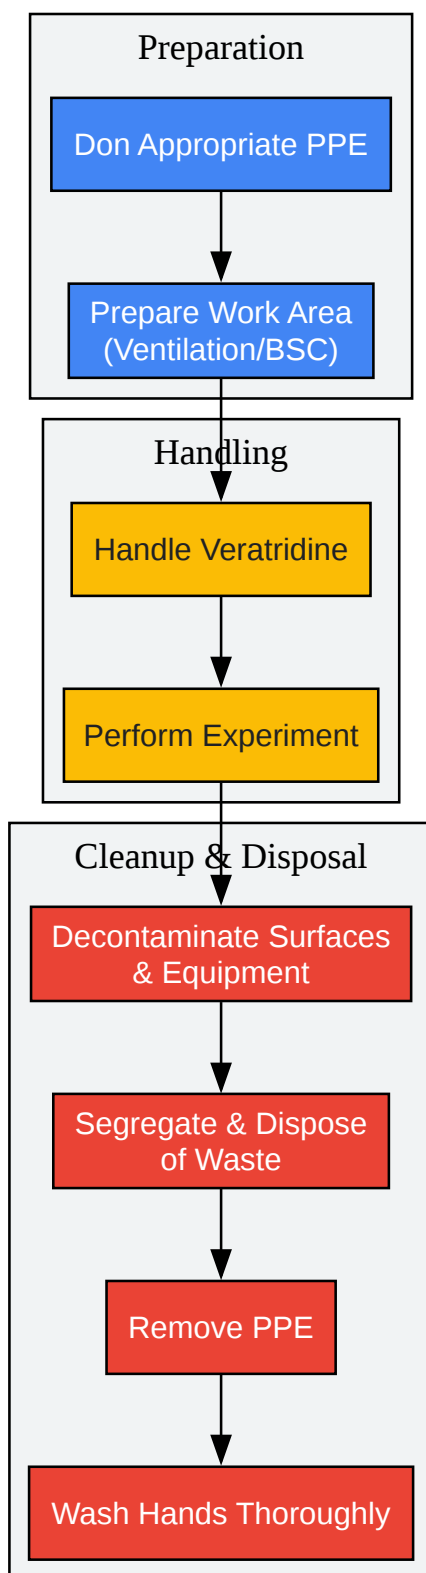 Preparation
Don Appropriate PPE
Prepare Work Area
(Ventilation/BSC)
Handling
Handle Veratridine
Perform Experiment
Cleanup & Disposal
Decontaminate Surfaces
& Equipment
Segregate & Dispose
of Waste
Remove PPE
Wash Hands Thoroughly